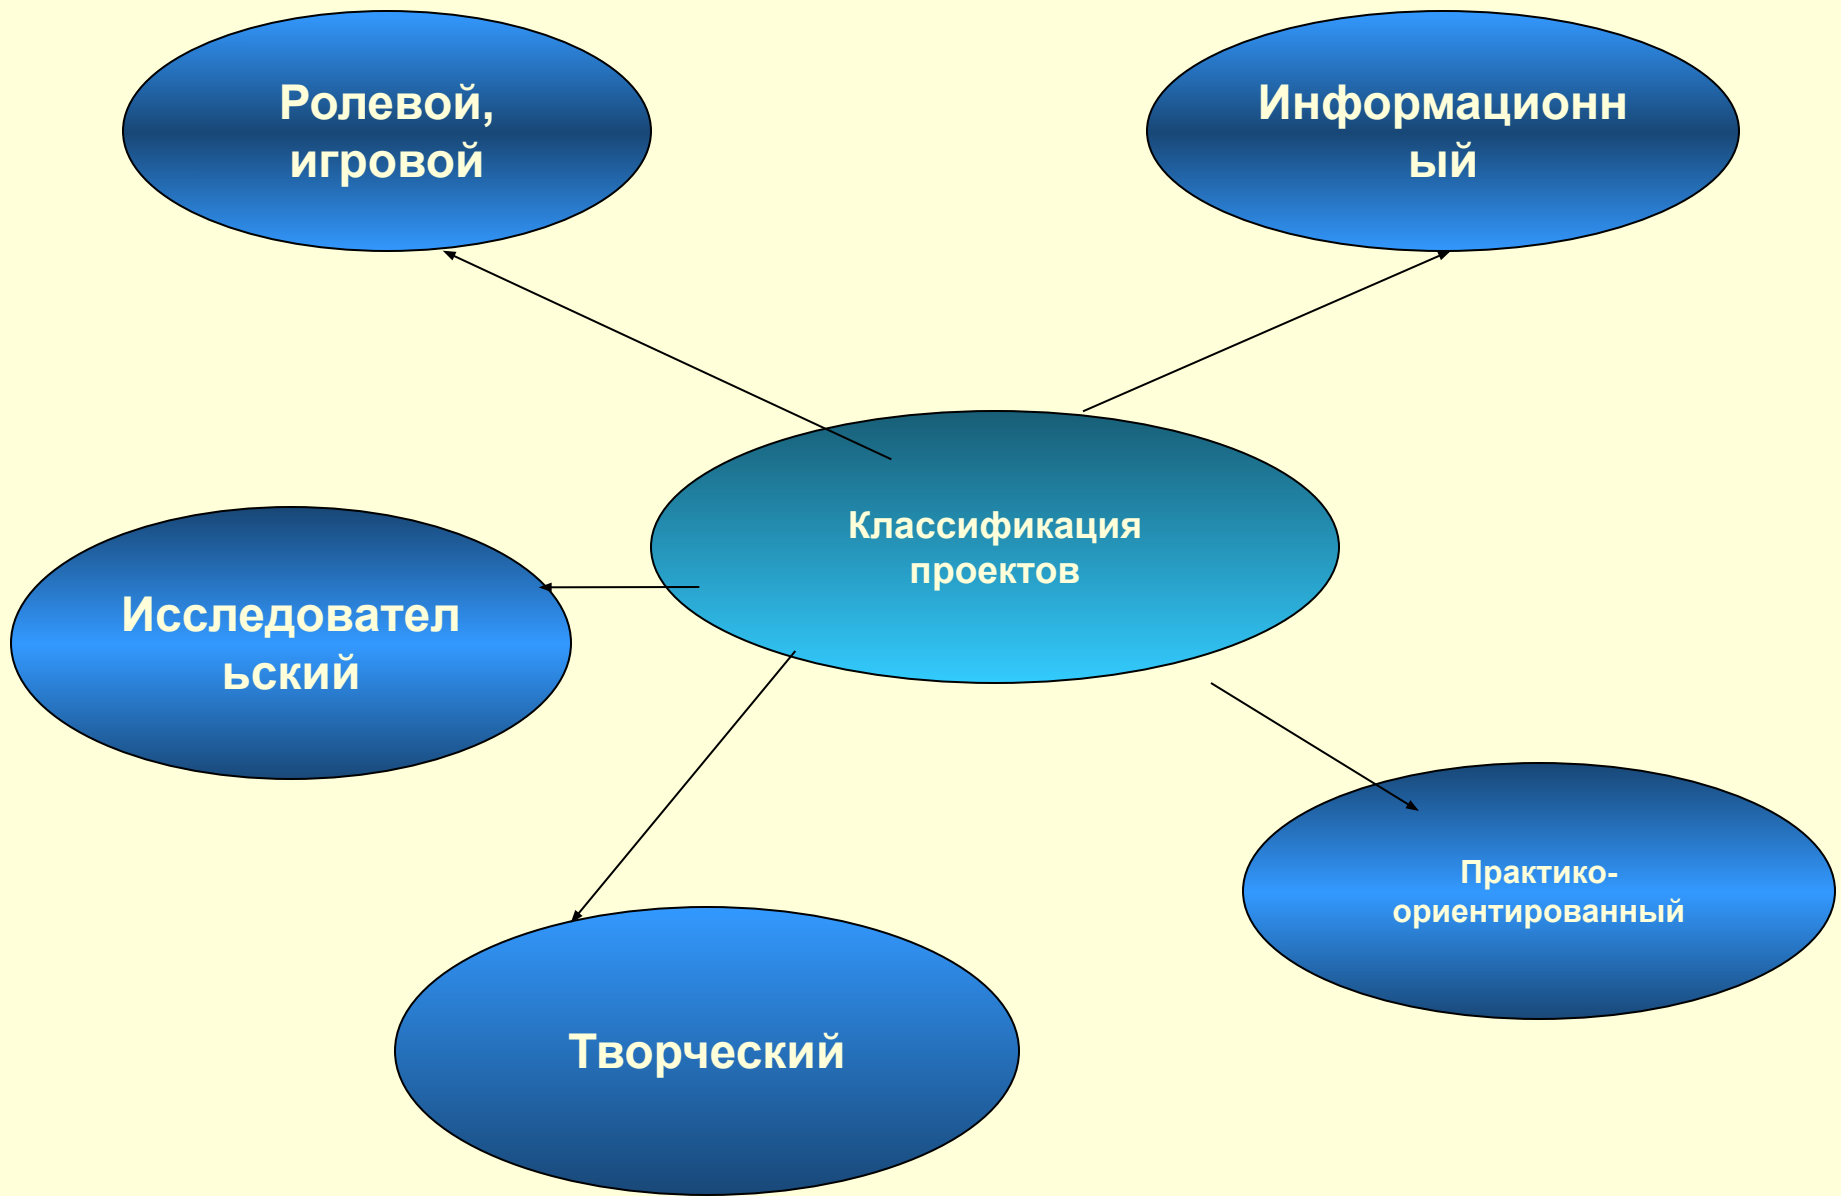 Ролевой,
игровой
Информационн
ый
Классификация
проектов
Исследовател
ьский
Практико-
ориентированный
Творческий